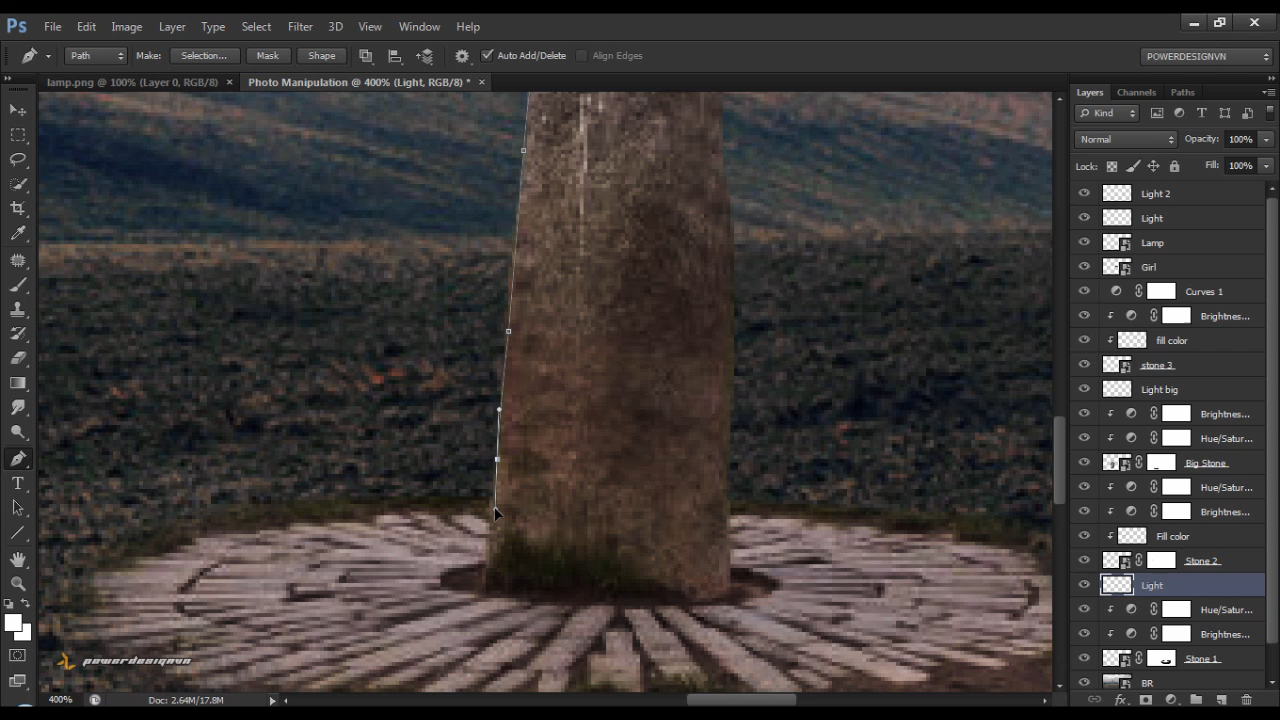 Ps File Edit Image Layer Type Select Filter 3D View Window Help
Path Make: Selection... Mask Shape Auto Add/Delete Align Edges POWERDESIGNVN
lamp.png @ 100% (Layer 0, RGB/8) × Photo Manipulation @ 400% (Light, RGB/8) * ×
Layers Channels Paths
Kind
Normal Opacity: 100%
Lock: Fill: 100%
Light 2
Light
Lamp
Girl
Curves 1
Brightnes...
fill color
stone 3
Light big
Brightnes...
Hue/Satur...
Big Stone
Hue/Satur...
Brightnes...
Fill color
Stone 2
Light
Hue/Satur...
Brightnes...
Stone 1
BR
powerdesignvn
400% Doc: 2.64M/17.8M